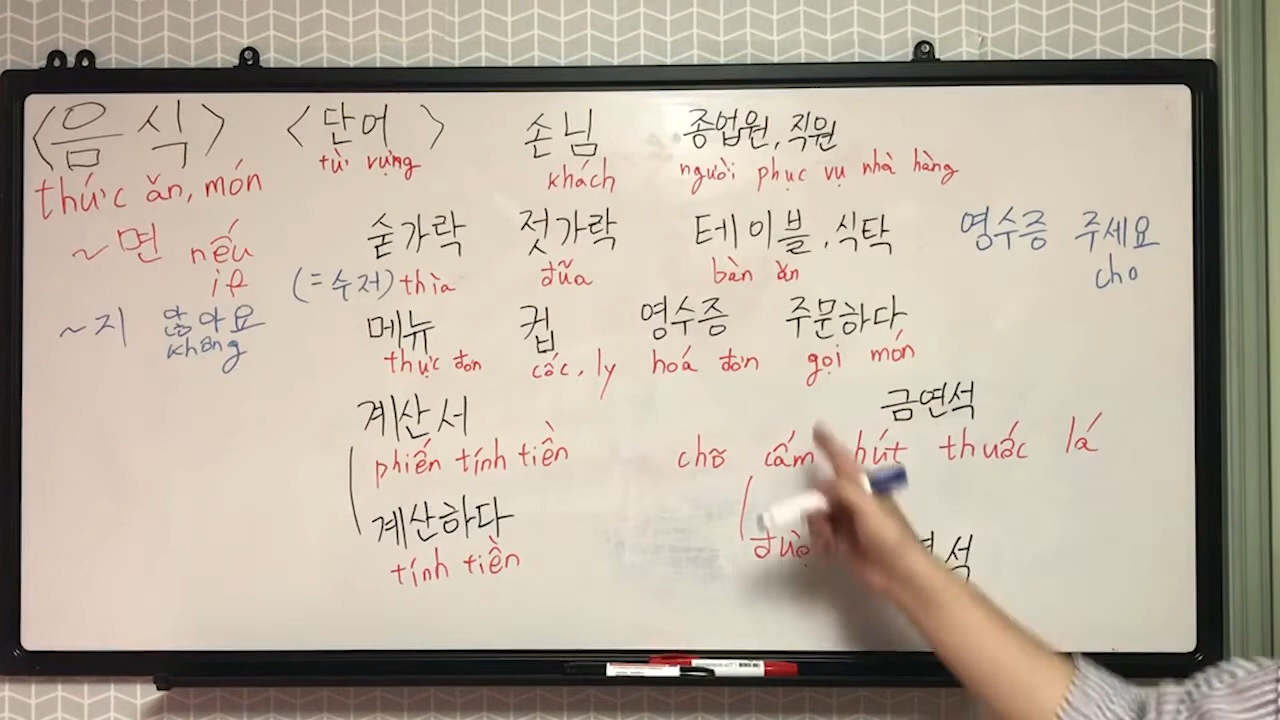 <음식> <단어> 손님 종업원, 직원
thức ăn, món từ vựng khách người phục vụ nhà hàng
~면 nếu 숟가락 젓가락 테이블, 식탁 영수증 주세요
if (=수저) thìa đũa bàn ăn cho
~지 않아요 메뉴 컵 영수증 주문하다
không thực đơn cốc, ly hoá đơn gọi món
계산서 금연석
phiến tính tiền chỗ cấm hút thuốc lá
계산하다 석
tính tiền